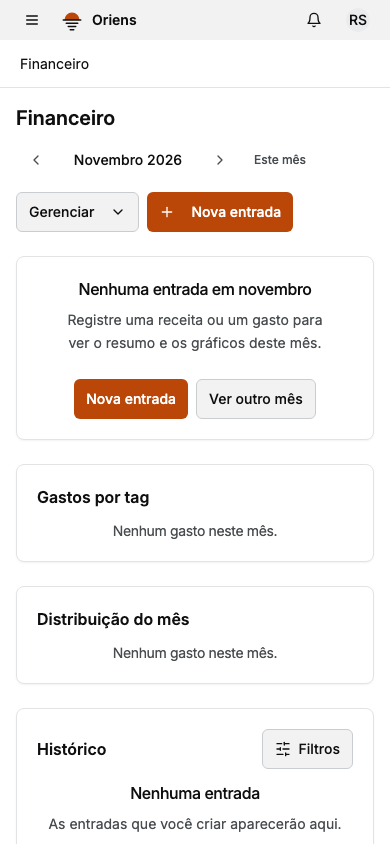 Oriens
RS
Financeiro
Financeiro
Novembro 2026
Este mês
Gerenciar
Nova entrada
Nenhuma entrada em novembro
Registre uma receita ou um gasto para
ver o resumo e os gráficos deste mês.
Nova entrada
Ver outro mês
Gastos por tag
Nenhum gasto neste mês.
Distribuição do mês
Nenhum gasto neste mês.
Histórico
Filtros
Nenhuma entrada
As entradas que você criar aparecerão aqui.